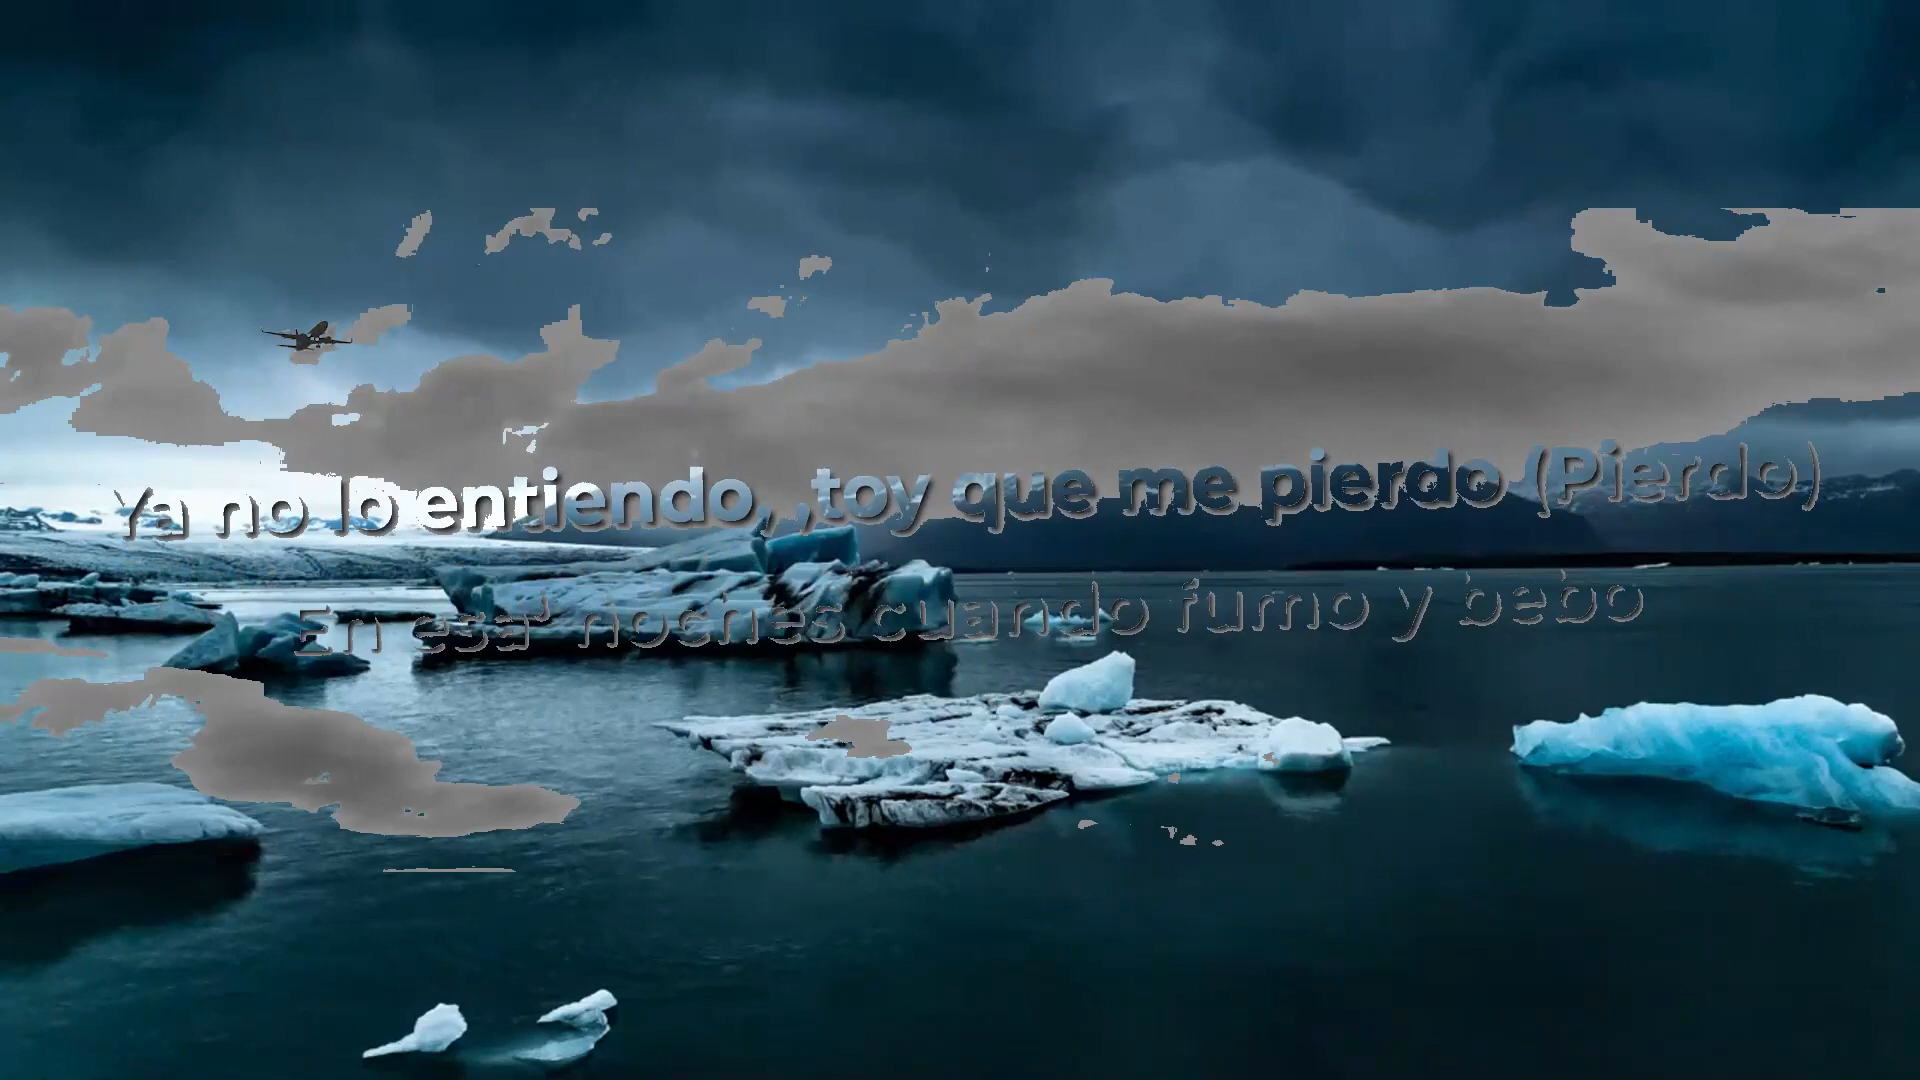 Ya no lo entiendo, ,toy que me pierdo (Pierdo)
En esa' noches cuando fumo y bebo